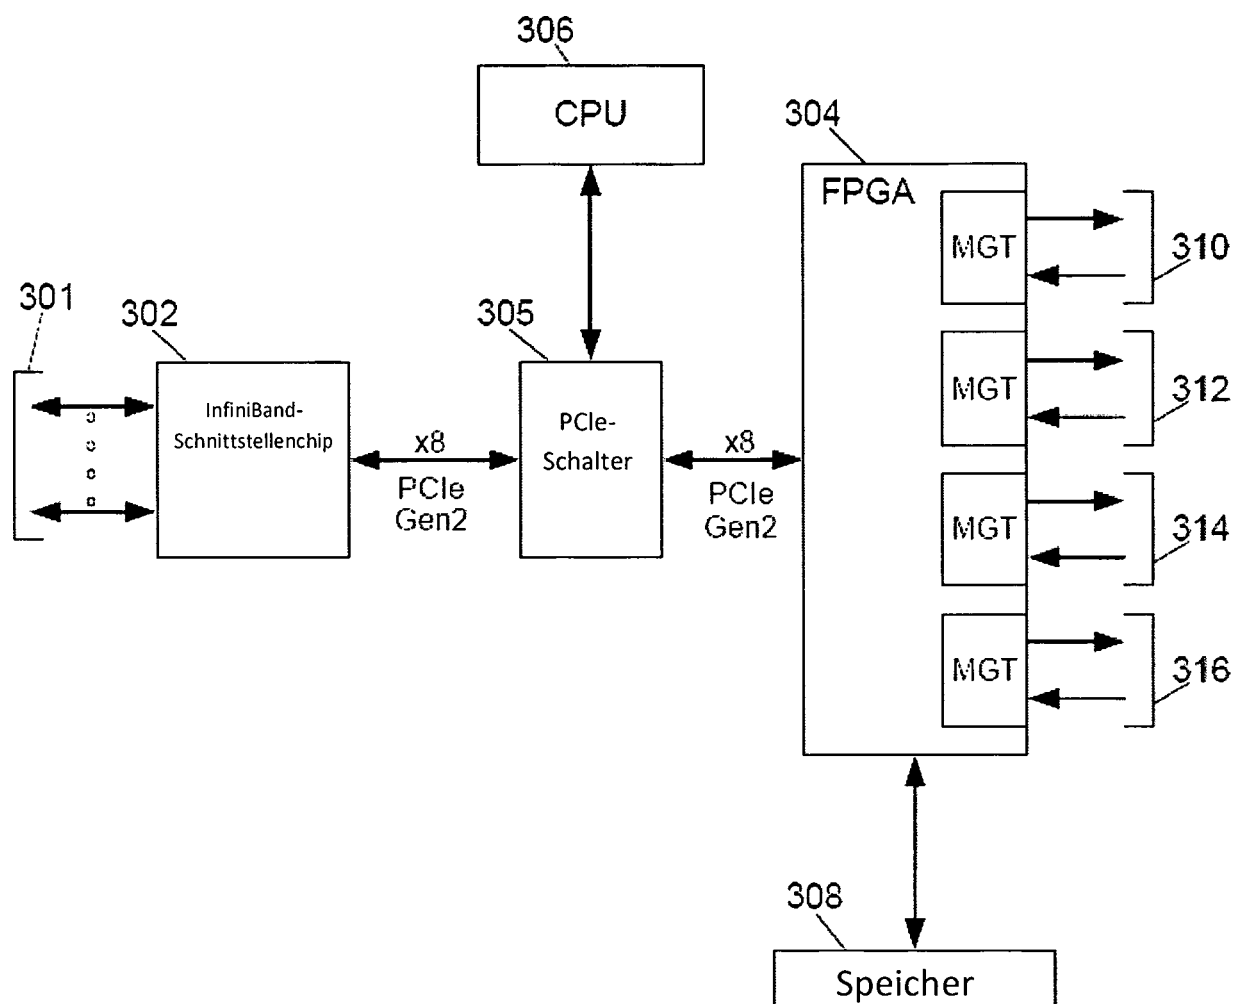 306
CPU
304
FPGA
MGT
310
301
302
305
312
MGT
InfiniBand-
Schnittstellenchip
PCIe-
Schalter
x8
PCIe
Gen2
x8
PCIe
Gen2
MGT
314
MGT
316
308
Speicher